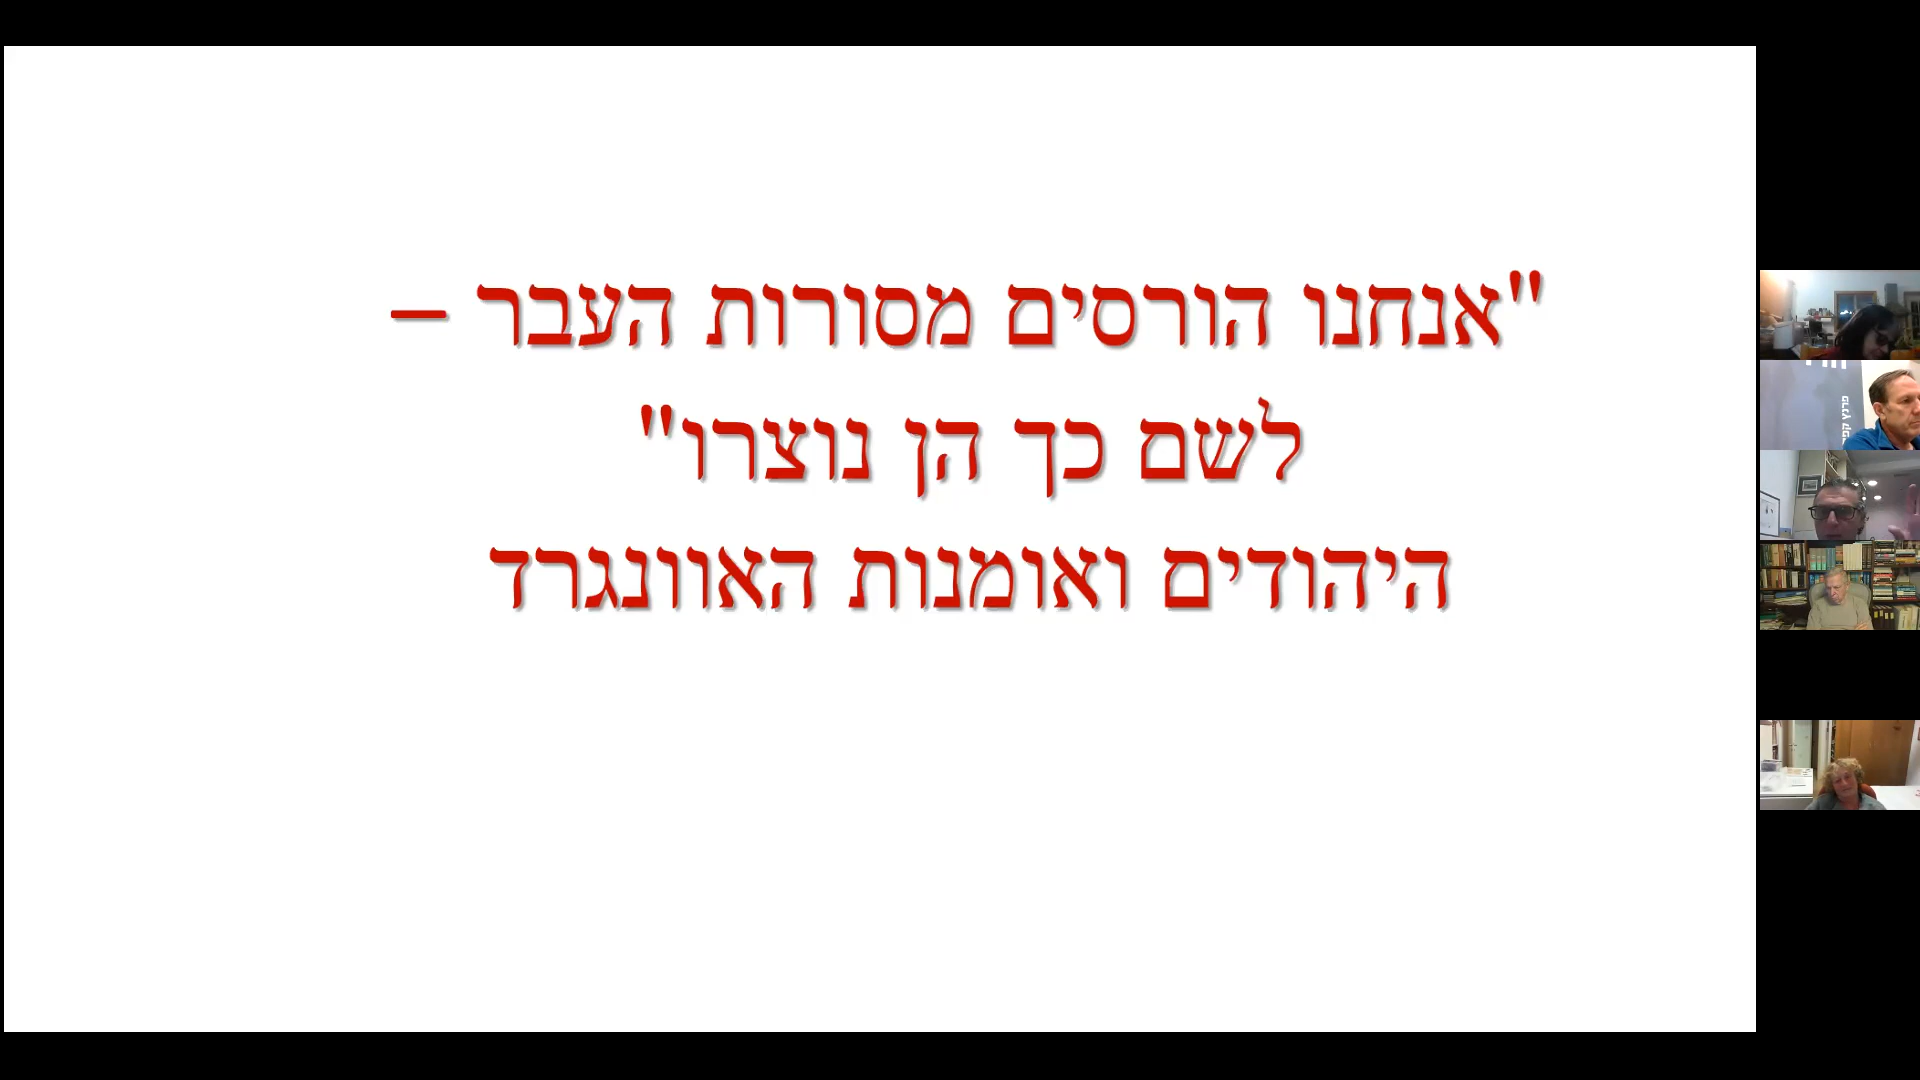 "אנחנו הורסים מסורות העבר –
לשם כך הן נוצרו"
היהודים ואומנות האוונגרד